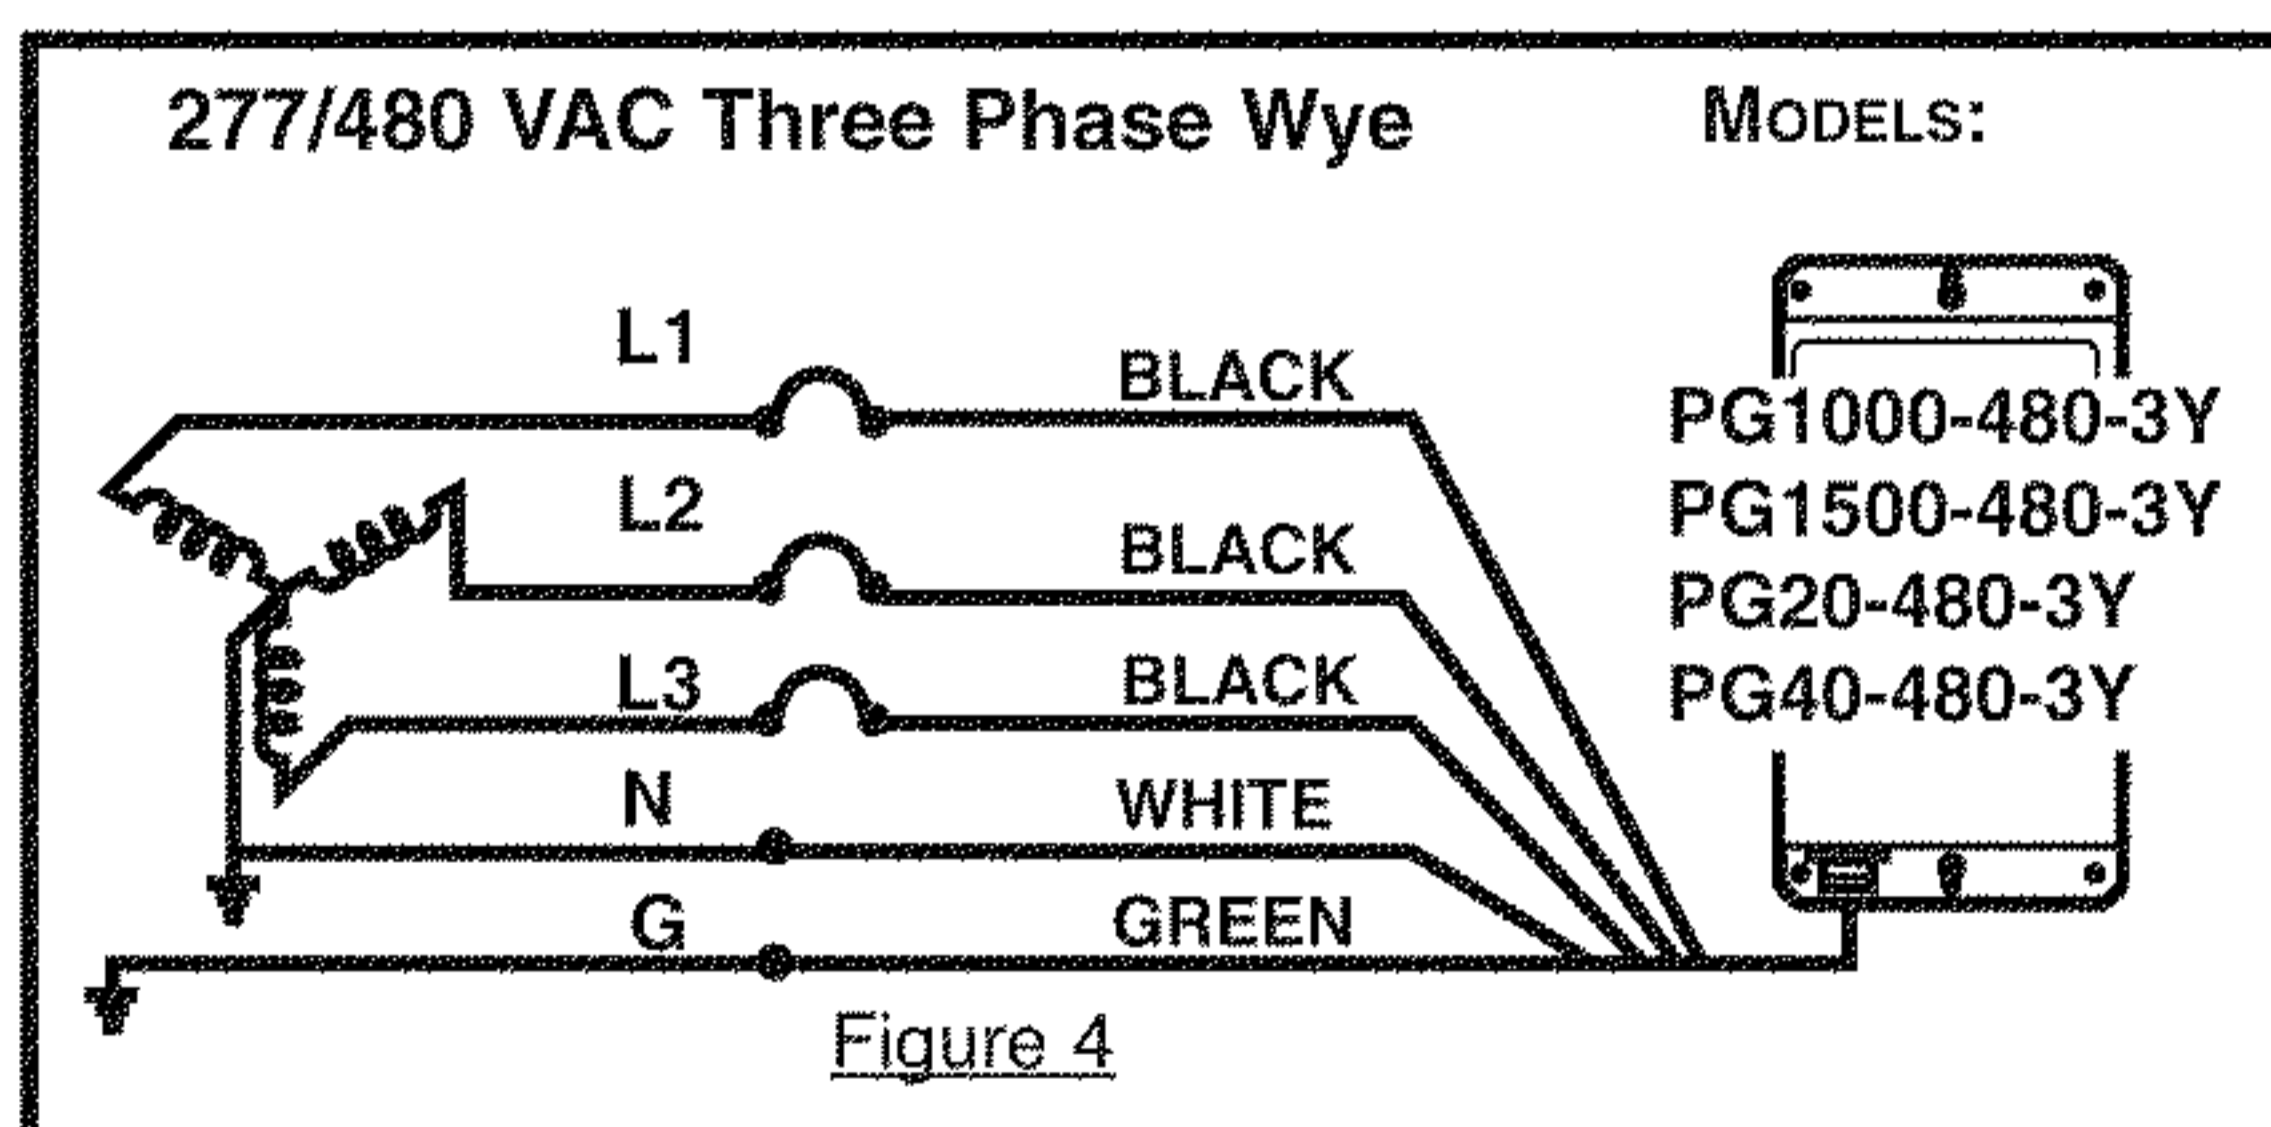 277/480 VAC Three Phase Wye
MODELS:
L1
BLACK
L2
BLACK
L3
BLACK
N
WHITE
G
GREEN
PG1000-480-3Y
PG1500-480-3Y
PG20-480-3Y
PG40-480-3Y
Figure 4